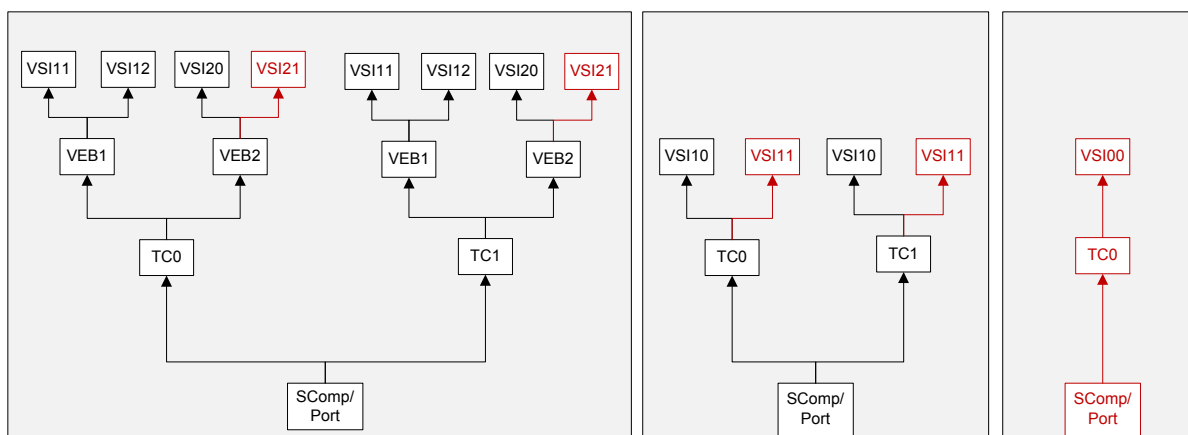 VSI11
VSI12
VSI20
VSI21
VSI11
VSI12
VSI20
VSI21
VEB1
VEB2
VEB1
VEB2
TC0
TC1
SComp/
Port
VSI10
VSI11
VSI10
VSI11
TC0
TC1
SComp/
Port
VSI00
TC0
SComp/
Port